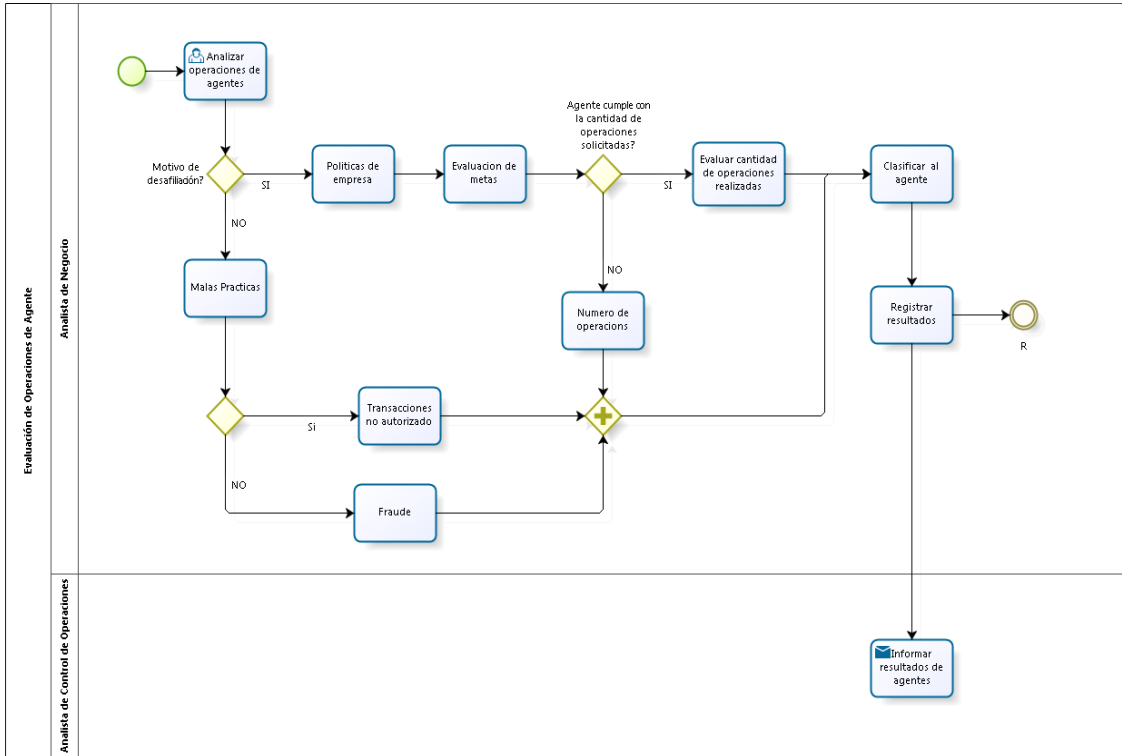 Evaluación de Operaciones de Agente
Analista de Negocio
Analizar
operaciones de
agentes
Motivo de
desafiliación?
SI
NO
Politicas de
empresa
Evaluacion de
metas
Agente cumple con
la cantidad de
operaciones
solicitadas?
SI
NO
Evaluar cantidad
de operaciones
realizadas
Clasificar al
agente
Malas Practicas
Numero de
operacions
Registrar
resultados
R
Si
NO
Transacciones
no autorizado
Fraude
Analista de Control de Operaciones
Informar
resultados de
agentes